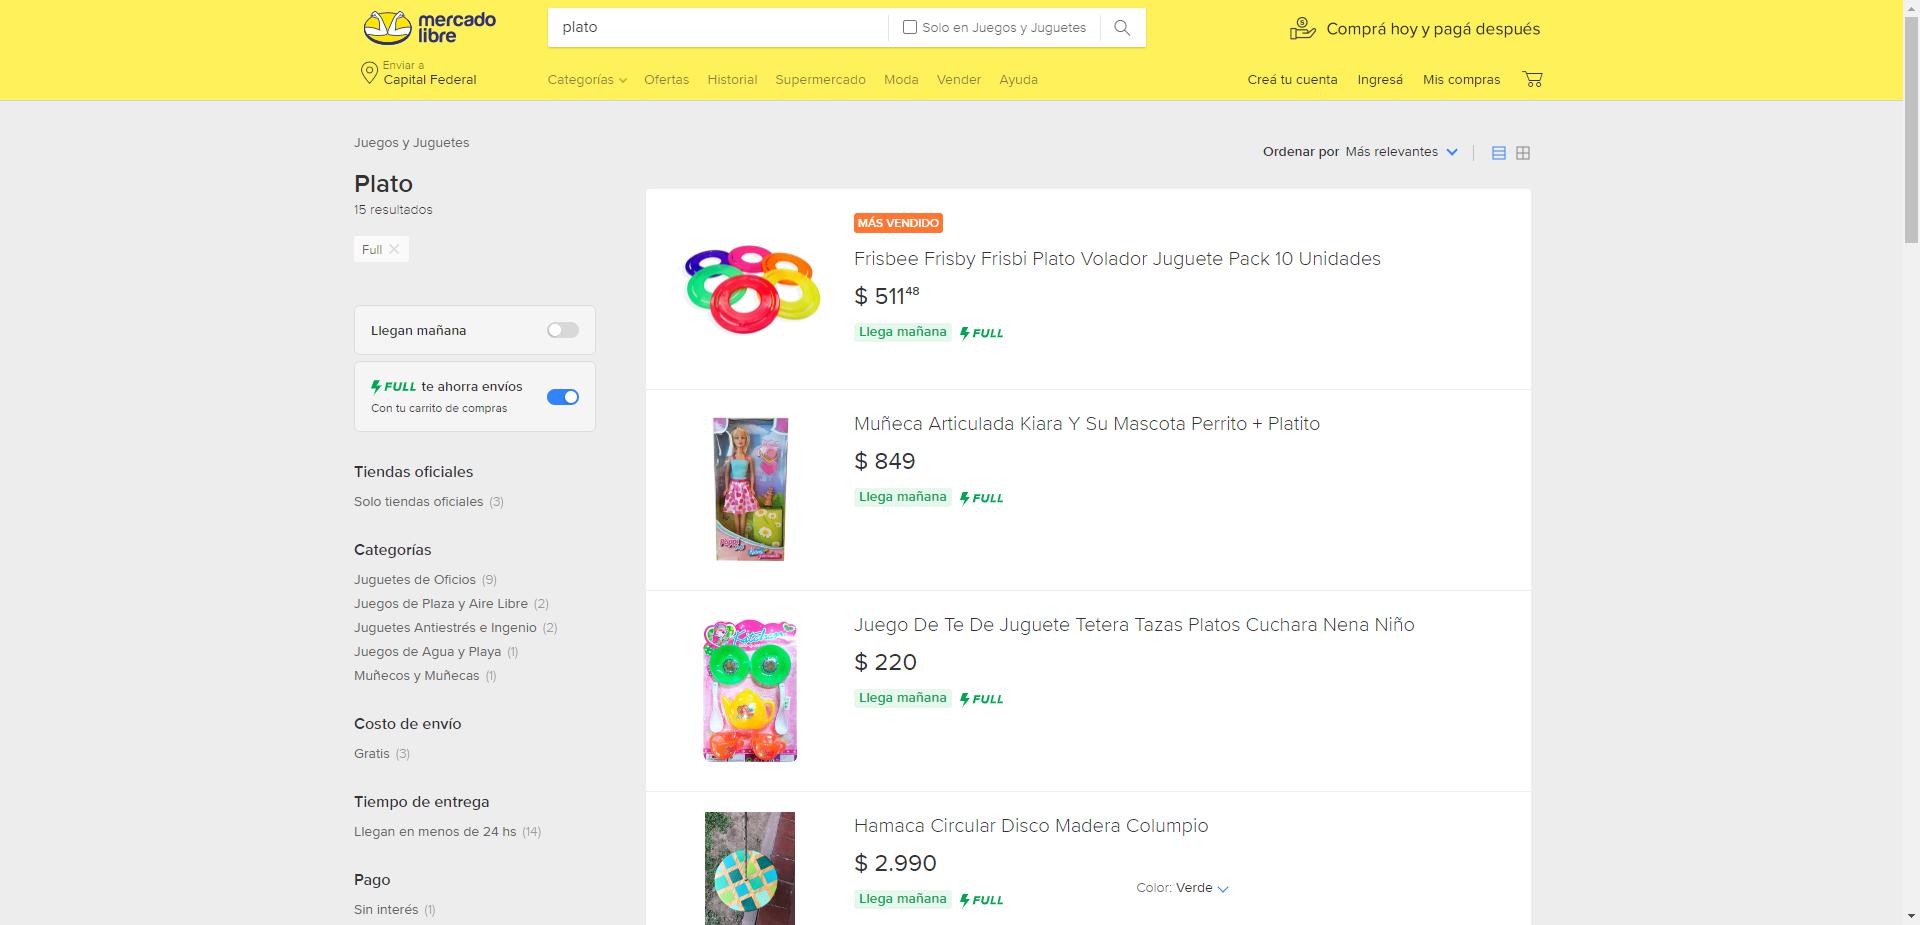 mercado
libre
plato
Solo en Juegos y Juguetes
Comprá hoy y pagá después
Enviar a
Capital Federal
Categorías
Ofertas
Historial
Supermercado
Moda
Vender
Ayuda
Creá tu cuenta
Ingresá
Mis compras
Juegos y Juguetes
Plato
15 resultados
Full
Llegan mañana
FULL te ahorra envíos
Con tu carrito de compras
Tiendas oficiales
Solo tiendas oficiales (3)
Categorías
Juguetes de Oficios (9)
Juegos de Plaza y Aire Libre (2)
Juguetes Antiestrés e Ingenio (2)
Juegos de Agua y Playa (1)
Muñecos y Muñecas (1)
Costo de envío
Gratis (3)
Tiempo de entrega
Llegan en menos de 24 hs (14)
Pago
Sin interés (1)
Ordenar por Más relevantes
MÁS VENDIDO
Frisbee Frisby Frisbi Plato Volador Juguete Pack 10 Unidades
$ 511 48
Llega mañana FULL
Muñeca Articulada Kiara Y Su Mascota Perrito + Platito
$ 849
Llega mañana FULL
Juego De Te De Juguete Tetera Tazas Platos Cuchara Nena Niño
$ 220
Llega mañana FULL
Hamaca Circular Disco Madera Columpio
$ 2.990
Llega mañana FULL
Color: Verde